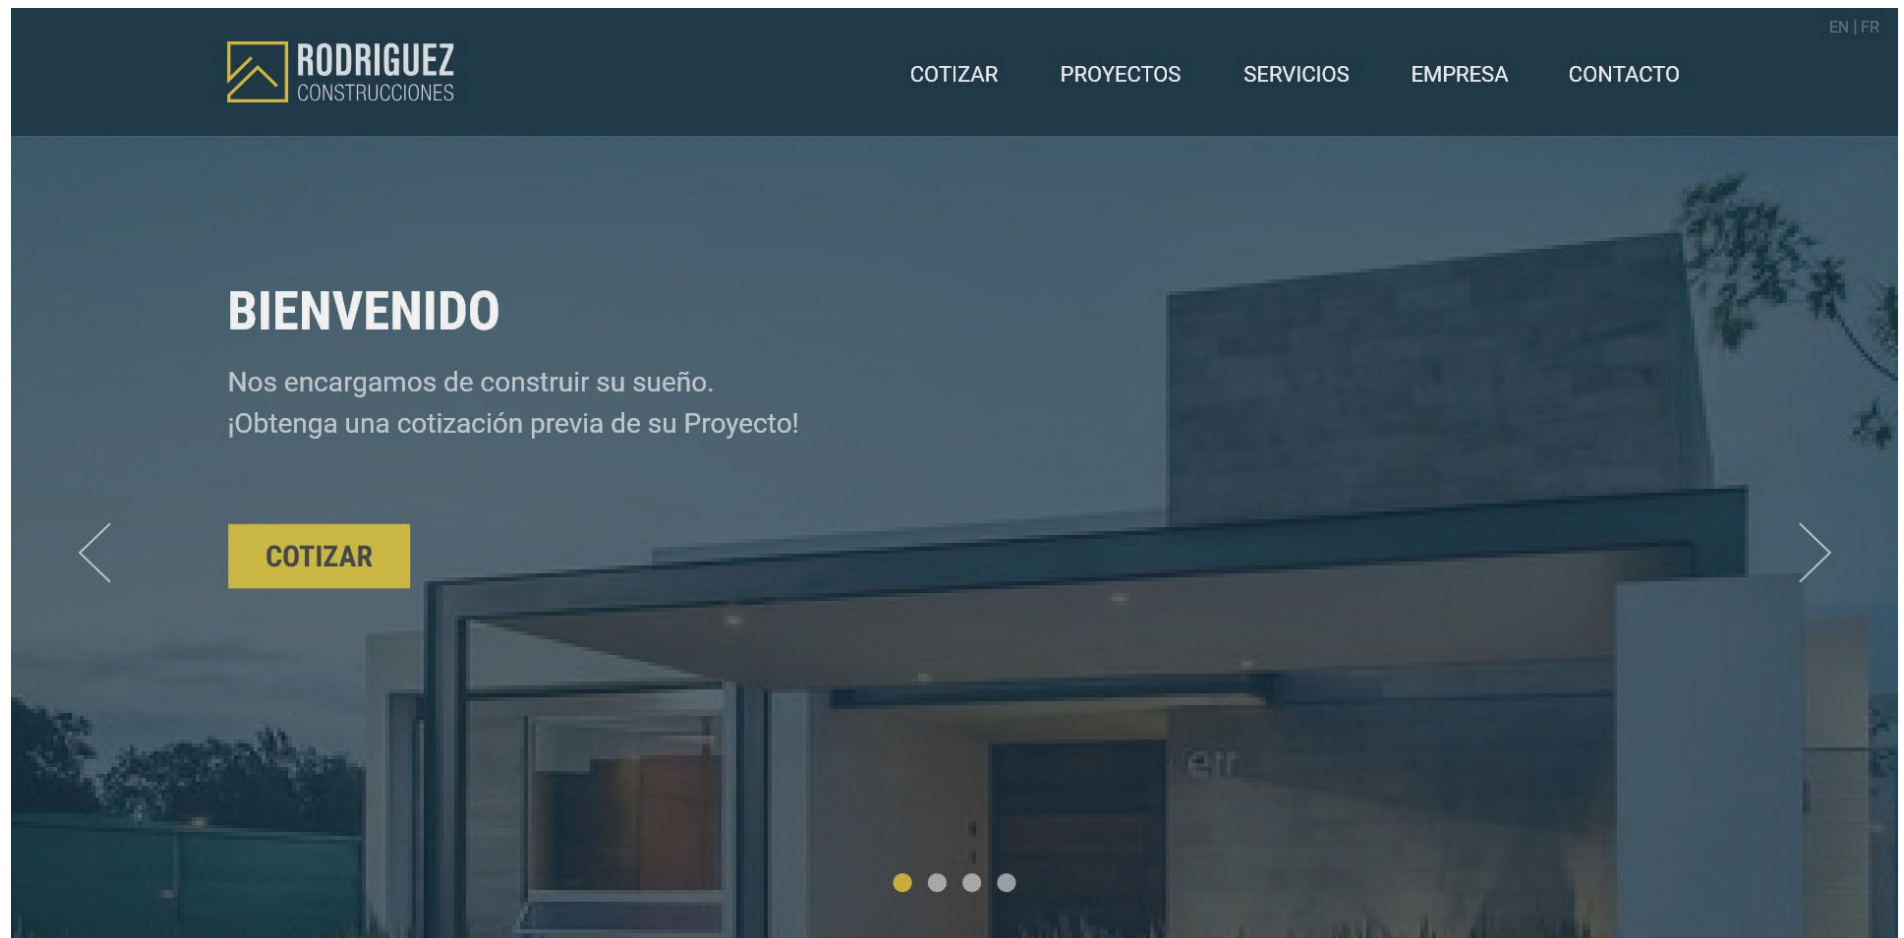 EN | FR
RODRIGUEZ
CONSTRUCCIONES
COTIZAR PROYECTOS SERVICIOS EMPRESA CONTACTO
BIENVENIDO
Nos encargamos de construir su sueño.
¡Obtenga una cotización previa de su Proyecto!
COTIZAR